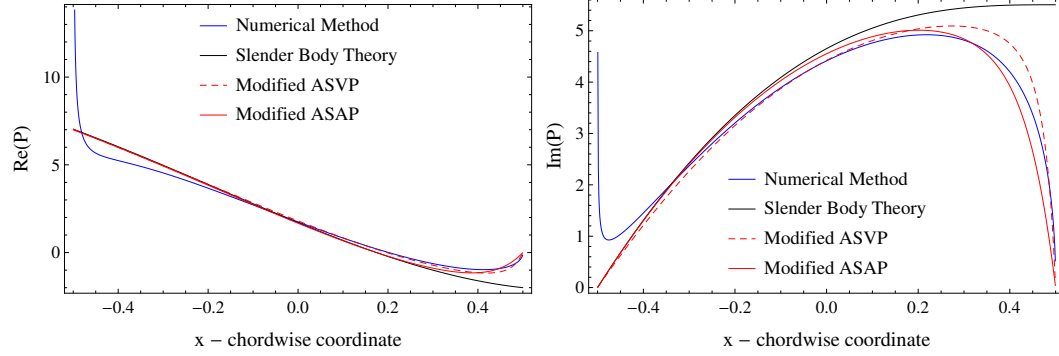 Numerical Method
Slender Body Theory
Modified ASVP
Modified ASAP
Re(P)
10
5
0
−0.4
−0.2
0.0
0.2
0.4
x − chordwise coordinate
Numerical Method
Slender Body Theory
Modified ASVP
Modified ASAP
Im(P)
5
4
3
2
1
0
−0.4
−0.2
0.0
0.2
0.4
x − chordwise coordinate